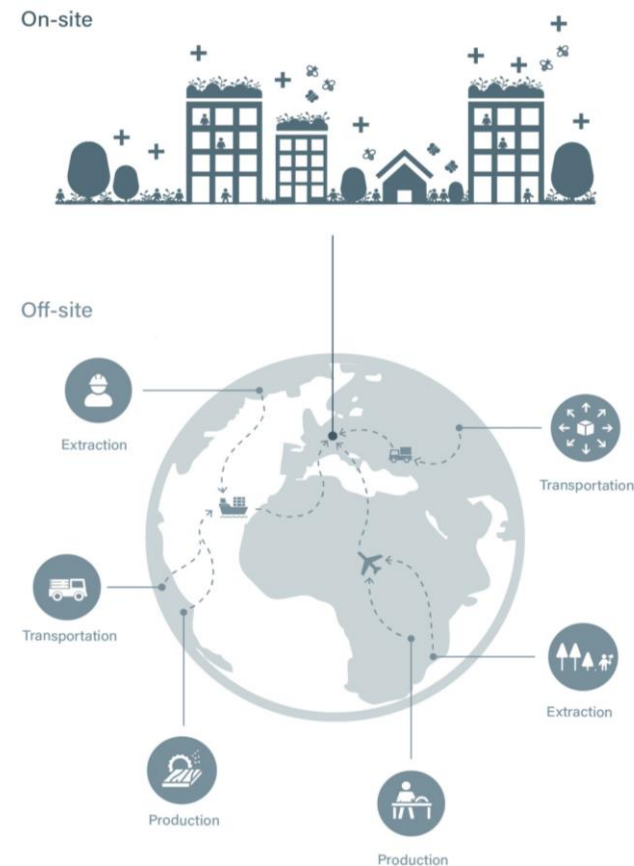 On-site
Off-site
Extraction
Transportation
Transportation
Extraction
Production
Production